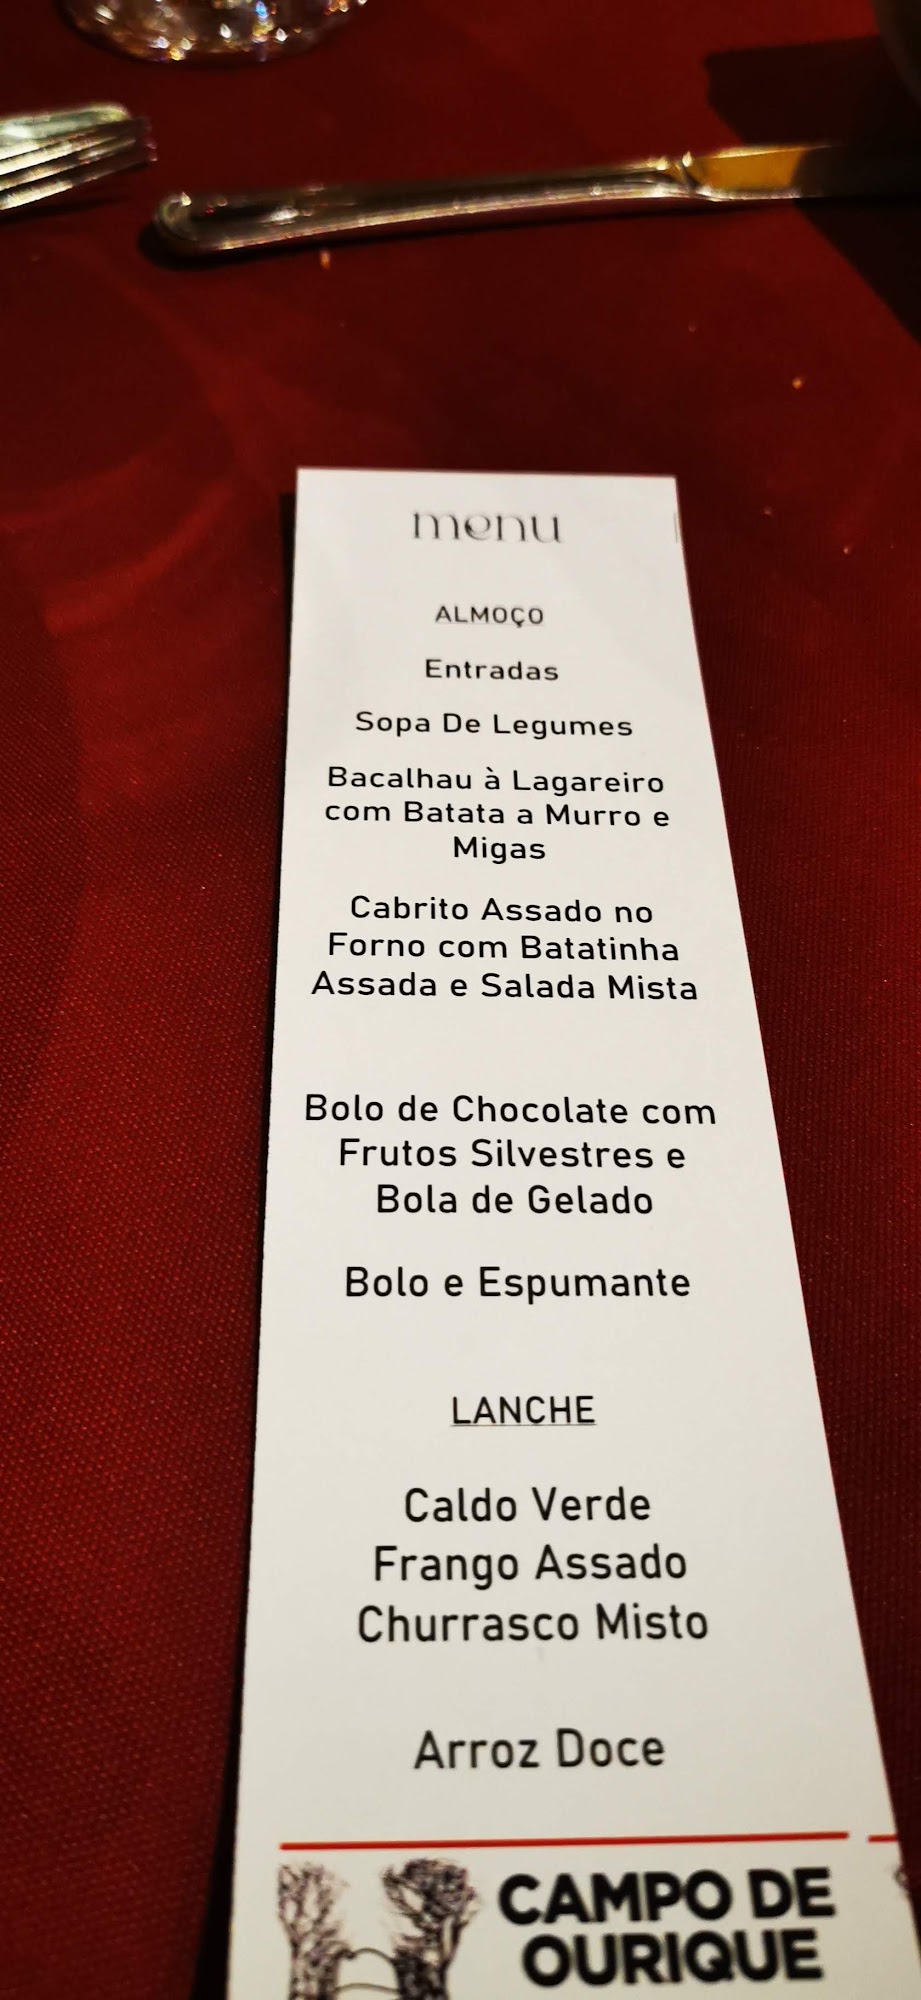 menu
ALMOÇO
Entradas
Sopa De Legumes
Bacalhau à Lagareiro
com Batata a Murro e
Migas
Cabrito Assado no
Forno com Batatinha
Assada e Salada Mista
Bolo de Chocolate com
Frutos Silvestres e
Bola de Gelado
Bolo e Espumante
LANCHE
Caldo Verde
Frango Assado
Churrasco Misto
Arroz Doce
CAMPO DE
OURIQUE